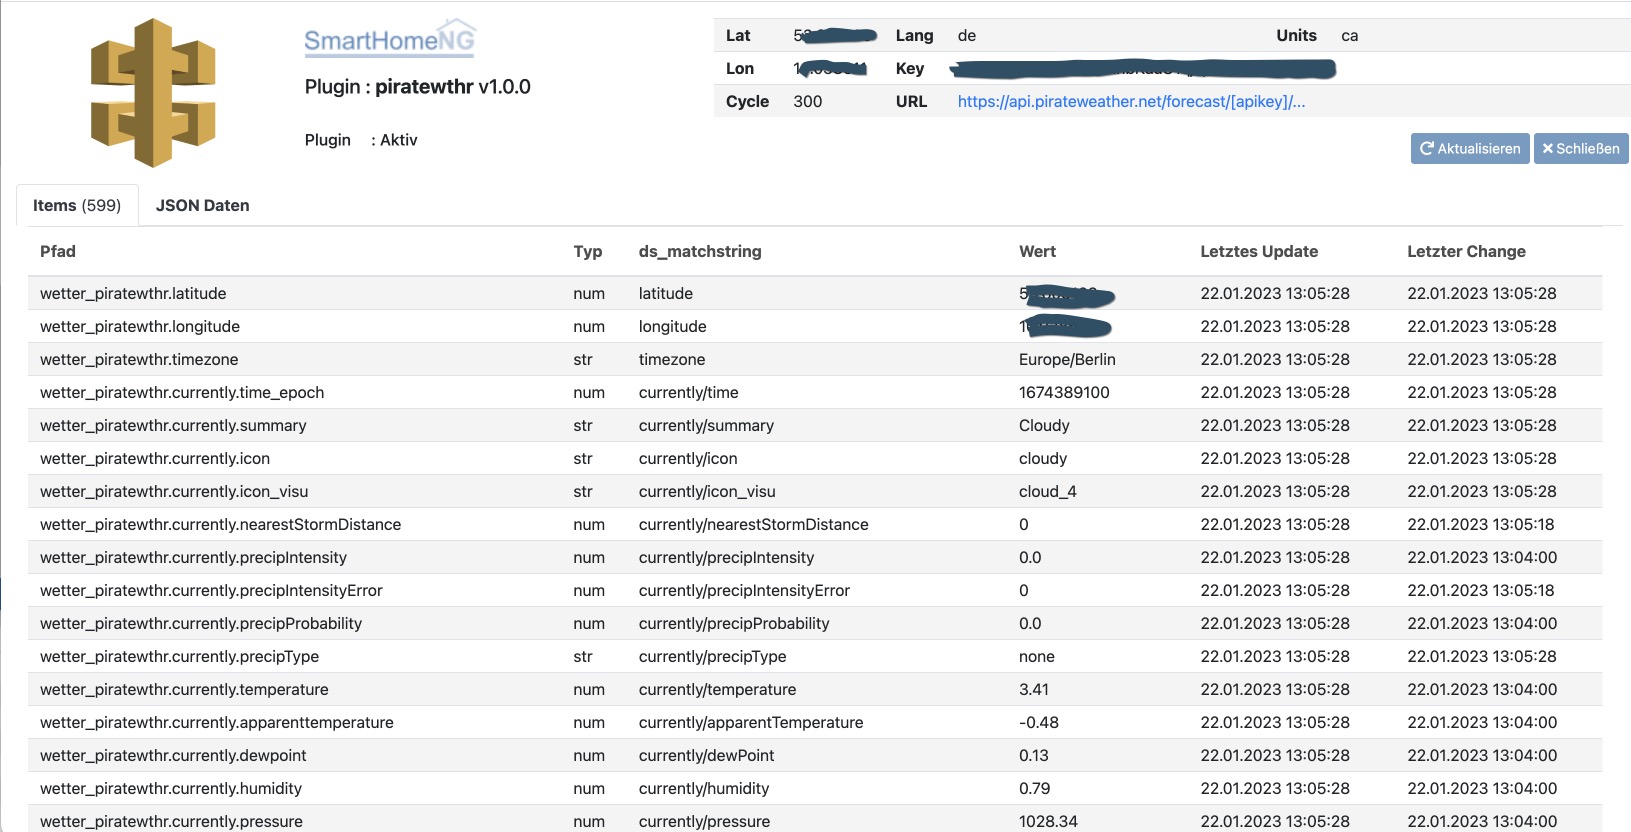 SmartHomeNG
Plugin : piratewthr v1.0.0
Plugin : Aktiv
Lat Lang de Units ca
Lon Key
Cycle 300 URL https://api.pirateweather.net/forecast/[apikey]/...
Aktualisieren Schließen
Items (599) JSON Daten
Pfad Typ ds_matchstring Wert Letztes Update Letzter Change
wetter_piratewthr.latitude num latitude 22.01.2023 13:05:28 22.01.2023 13:05:28
wetter_piratewthr.longitude num longitude 22.01.2023 13:05:28 22.01.2023 13:05:28
wetter_piratewthr.timezone str timezone Europe/Berlin 22.01.2023 13:05:28 22.01.2023 13:05:28
wetter_piratewthr.currently.time_epoch num currently/time 1674389100 22.01.2023 13:05:28 22.01.2023 13:05:28
wetter_piratewthr.currently.summary str currently/summary Cloudy 22.01.2023 13:05:28 22.01.2023 13:05:28
wetter_piratewthr.currently.icon str currently/icon cloudy 22.01.2023 13:05:28 22.01.2023 13:05:28
wetter_piratewthr.currently.icon_visu str currently/icon_visu cloud_4 22.01.2023 13:05:28 22.01.2023 13:05:28
wetter_piratewthr.currently.nearestStormDistance num currently/nearestStormDistance 0 22.01.2023 13:05:28 22.01.2023 13:05:18
wetter_piratewthr.currently.precipIntensity num currently/precipIntensity 0.0 22.01.2023 13:05:28 22.01.2023 13:04:00
wetter_piratewthr.currently.precipIntensityError num currently/precipIntensityError 0 22.01.2023 13:05:28 22.01.2023 13:05:18
wetter_piratewthr.currently.precipProbability num currently/precipProbability 0.0 22.01.2023 13:05:28 22.01.2023 13:04:00
wetter_piratewthr.currently.precipType str currently/precipType none 22.01.2023 13:05:28 22.01.2023 13:05:28
wetter_piratewthr.currently.temperature num currently/temperature 3.41 22.01.2023 13:05:28 22.01.2023 13:04:00
wetter_piratewthr.currently.apparenttemperature num currently/apparentTemperature -0.48 22.01.2023 13:05:28 22.01.2023 13:04:00
wetter_piratewthr.currently.dewpoint num currently/dewPoint 0.13 22.01.2023 13:05:28 22.01.2023 13:04:00
wetter_piratewthr.currently.humidity num currently/humidity 0.79 22.01.2023 13:05:28 22.01.2023 13:04:00
wetter_piratewthr.currently.pressure num currently/pressure 1028.34 22.01.2023 13:05:28 22.01.2023 13:04:00